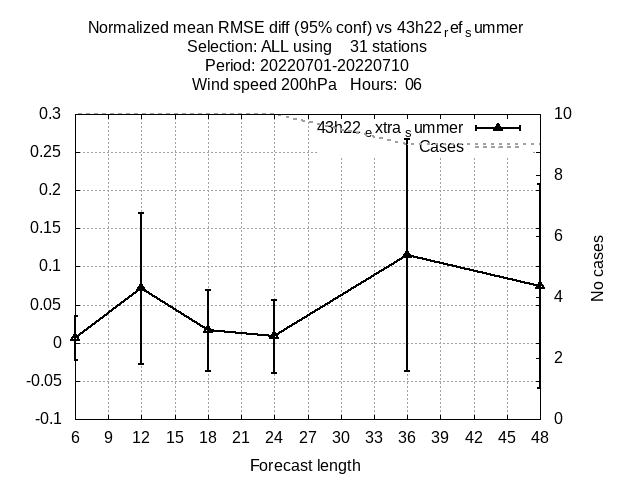 Normalized mean RMSE diff (95% conf) vs 43h22refsummer
Selection: ALL using 31 stations
Period: 20220701-20220710
Wind speed 200hPa Hours: 06
0.3
0.25
0.2
0.15
0.1
0.05
0
-0.05
-0.1
43h22extrasummer
Cases
10
8
6
4
2
0
No cases
6 9 12 15 18 21 24 27 30 33 36 39 42 45 48
Forecast length